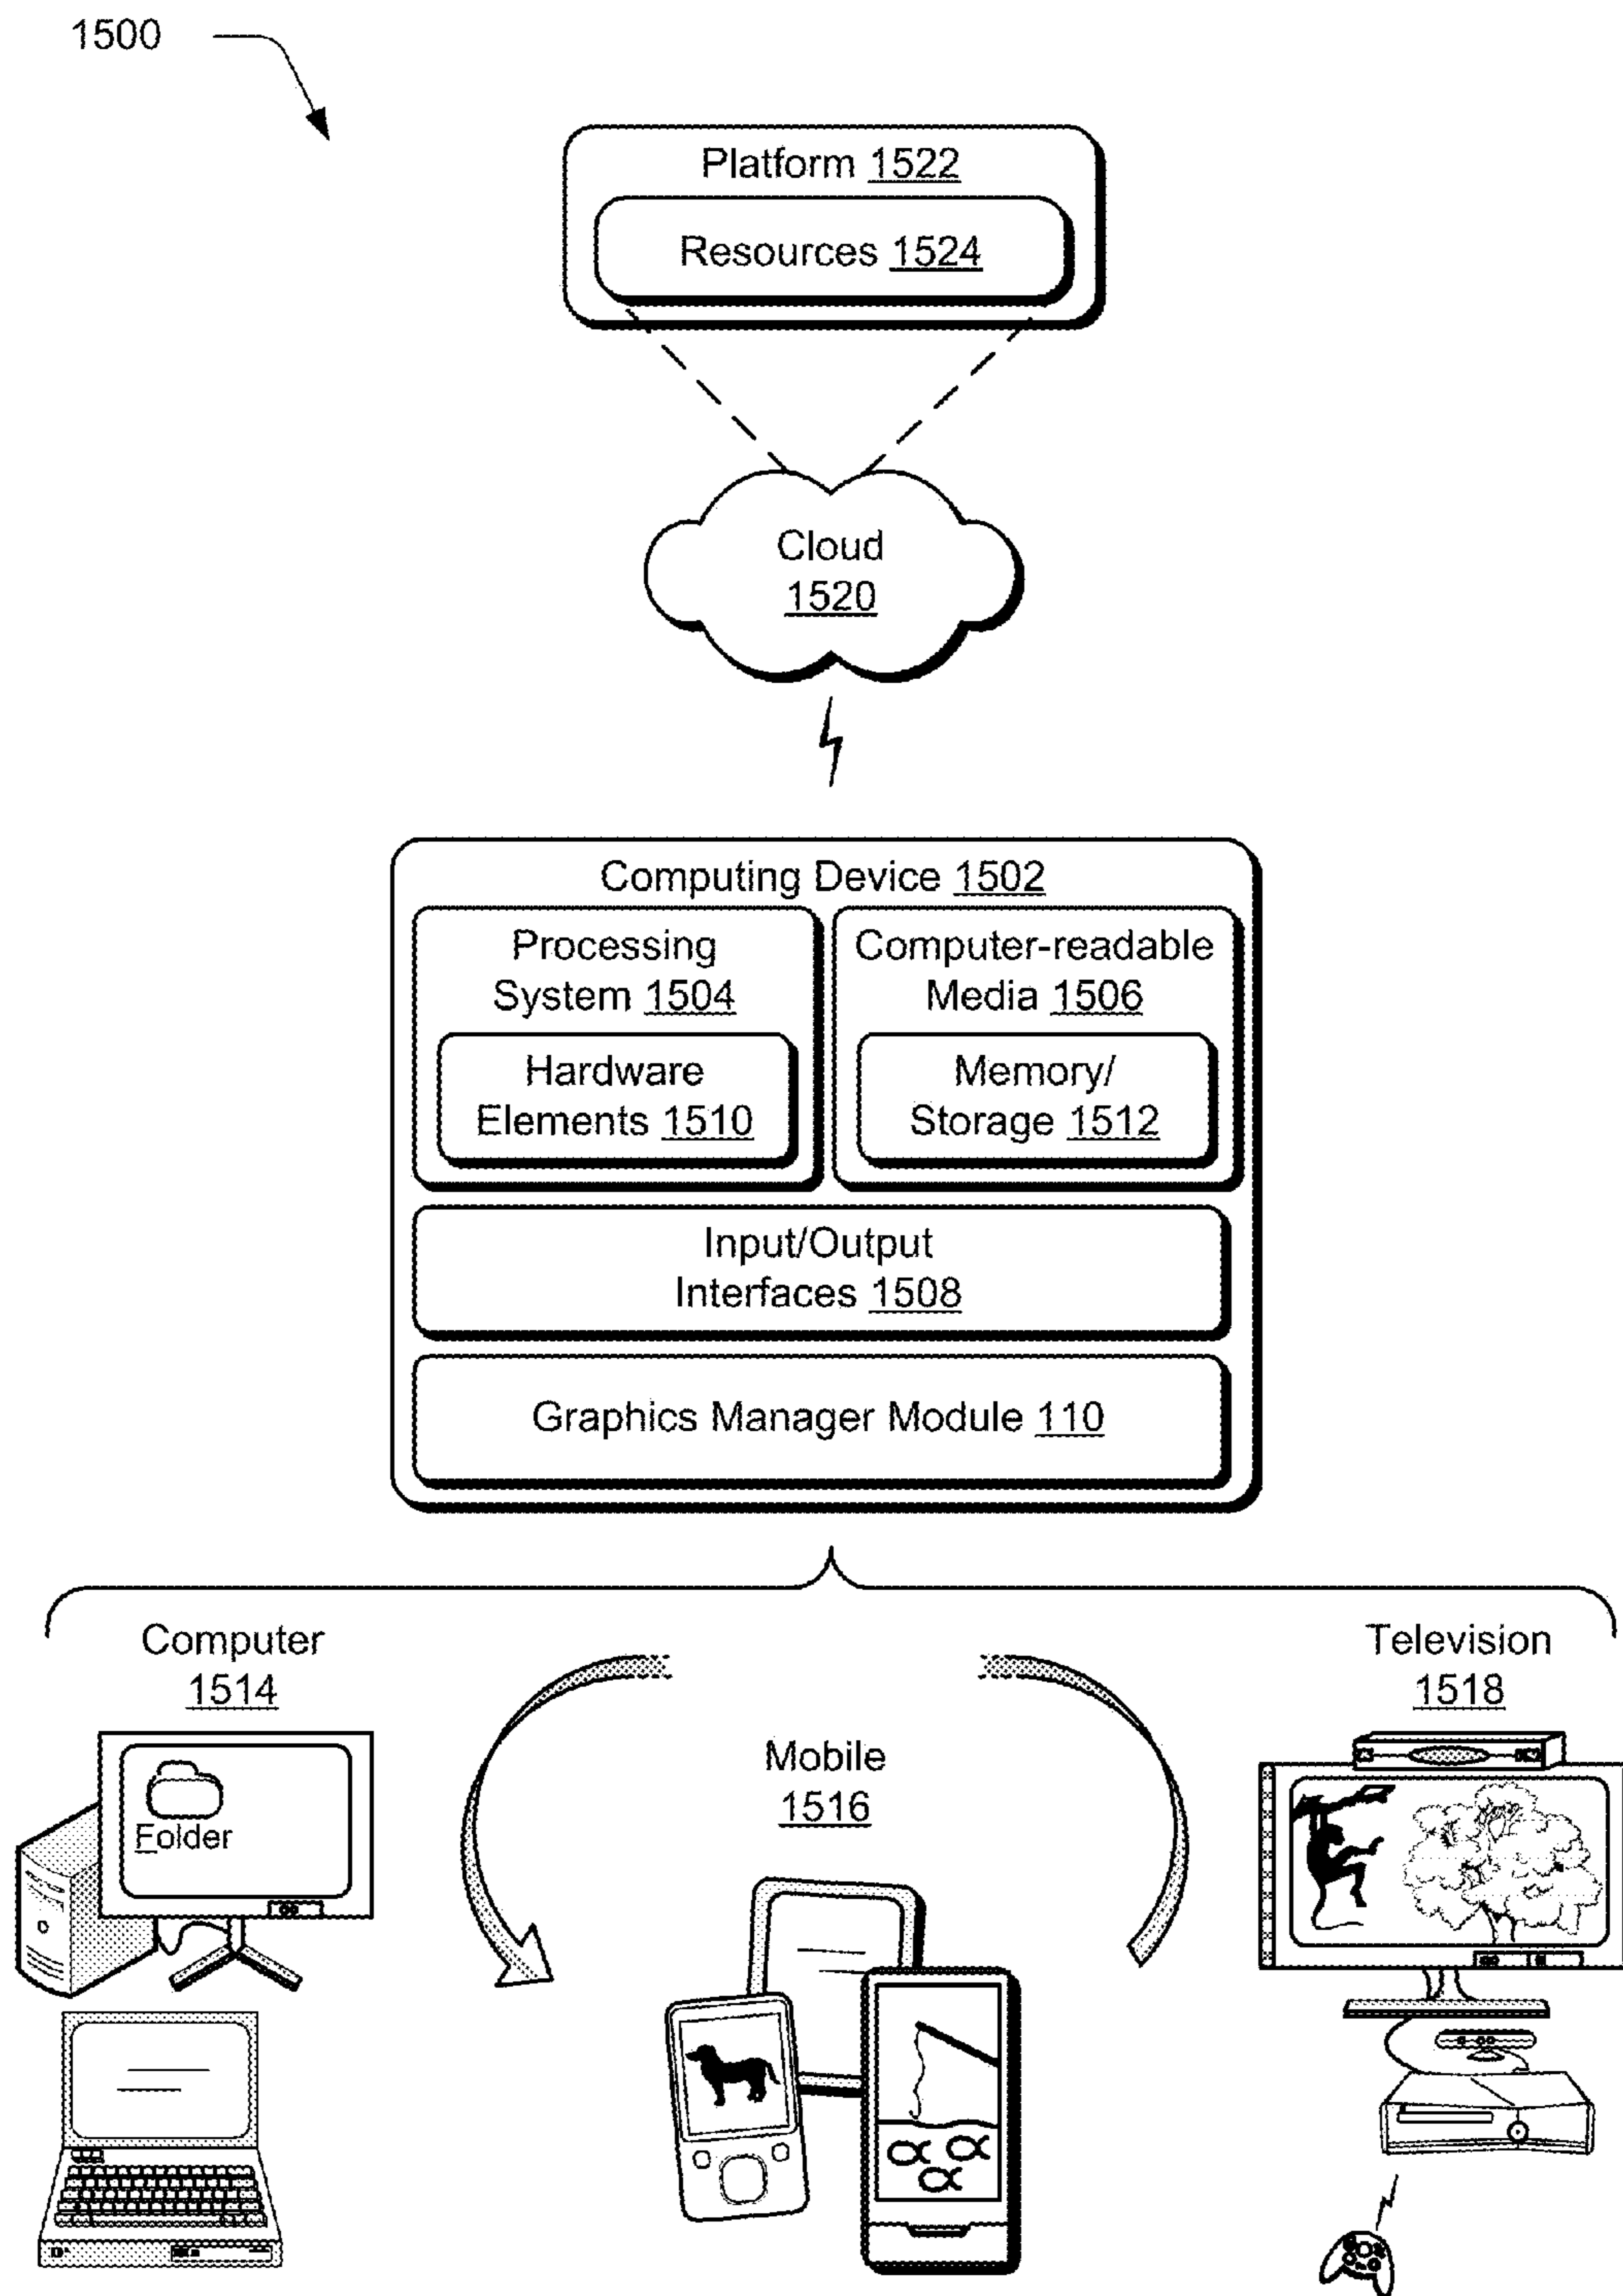 1500
Platform 1522
Resources 1524
Cloud
1520
Computing Device 1502
Processing
System 1504
Hardware
Elements 1510
Computer-readable
Media 1506
Memory/
Storage 1512
Input/Output
Interfaces 1508
Graphics Manager Module 110
Computer
1514
Folder
Mobile
1516
Television
1518